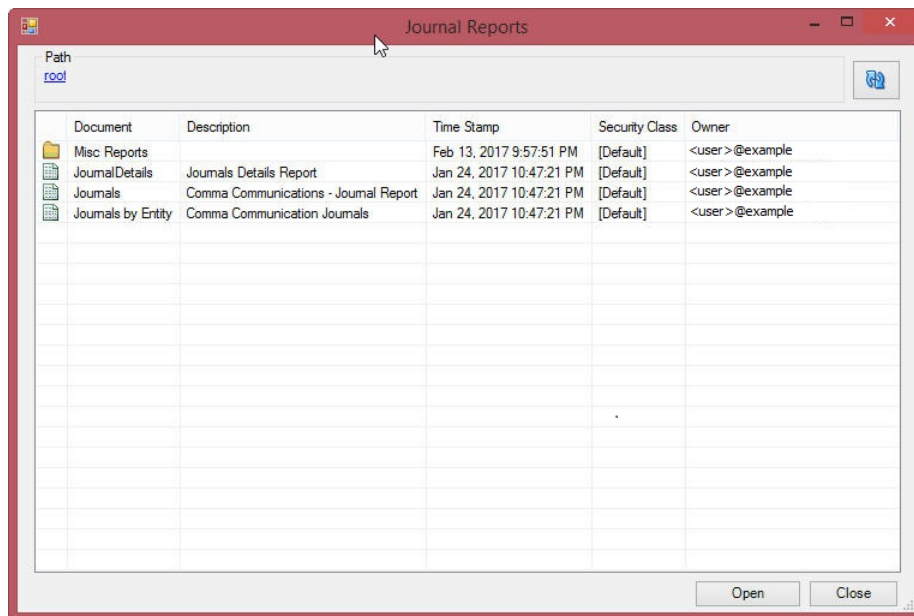 Journal Reports
Path
root
Document Description Time Stamp Security Class Owner
Misc Reports Feb 13, 2017 9:57:51 PM [Default] <user>@example
JournalDetails Journals Details Report Jan 24, 2017 10:47:21 PM [Default] <user>@example
Journals Comma Communications - Journal Report Jan 24, 2017 10:47:21 PM [Default] <user>@example
Journals by Entity Comma Communication Journals Jan 24, 2017 10:47:21 PM [Default] <user>@example
Open Close